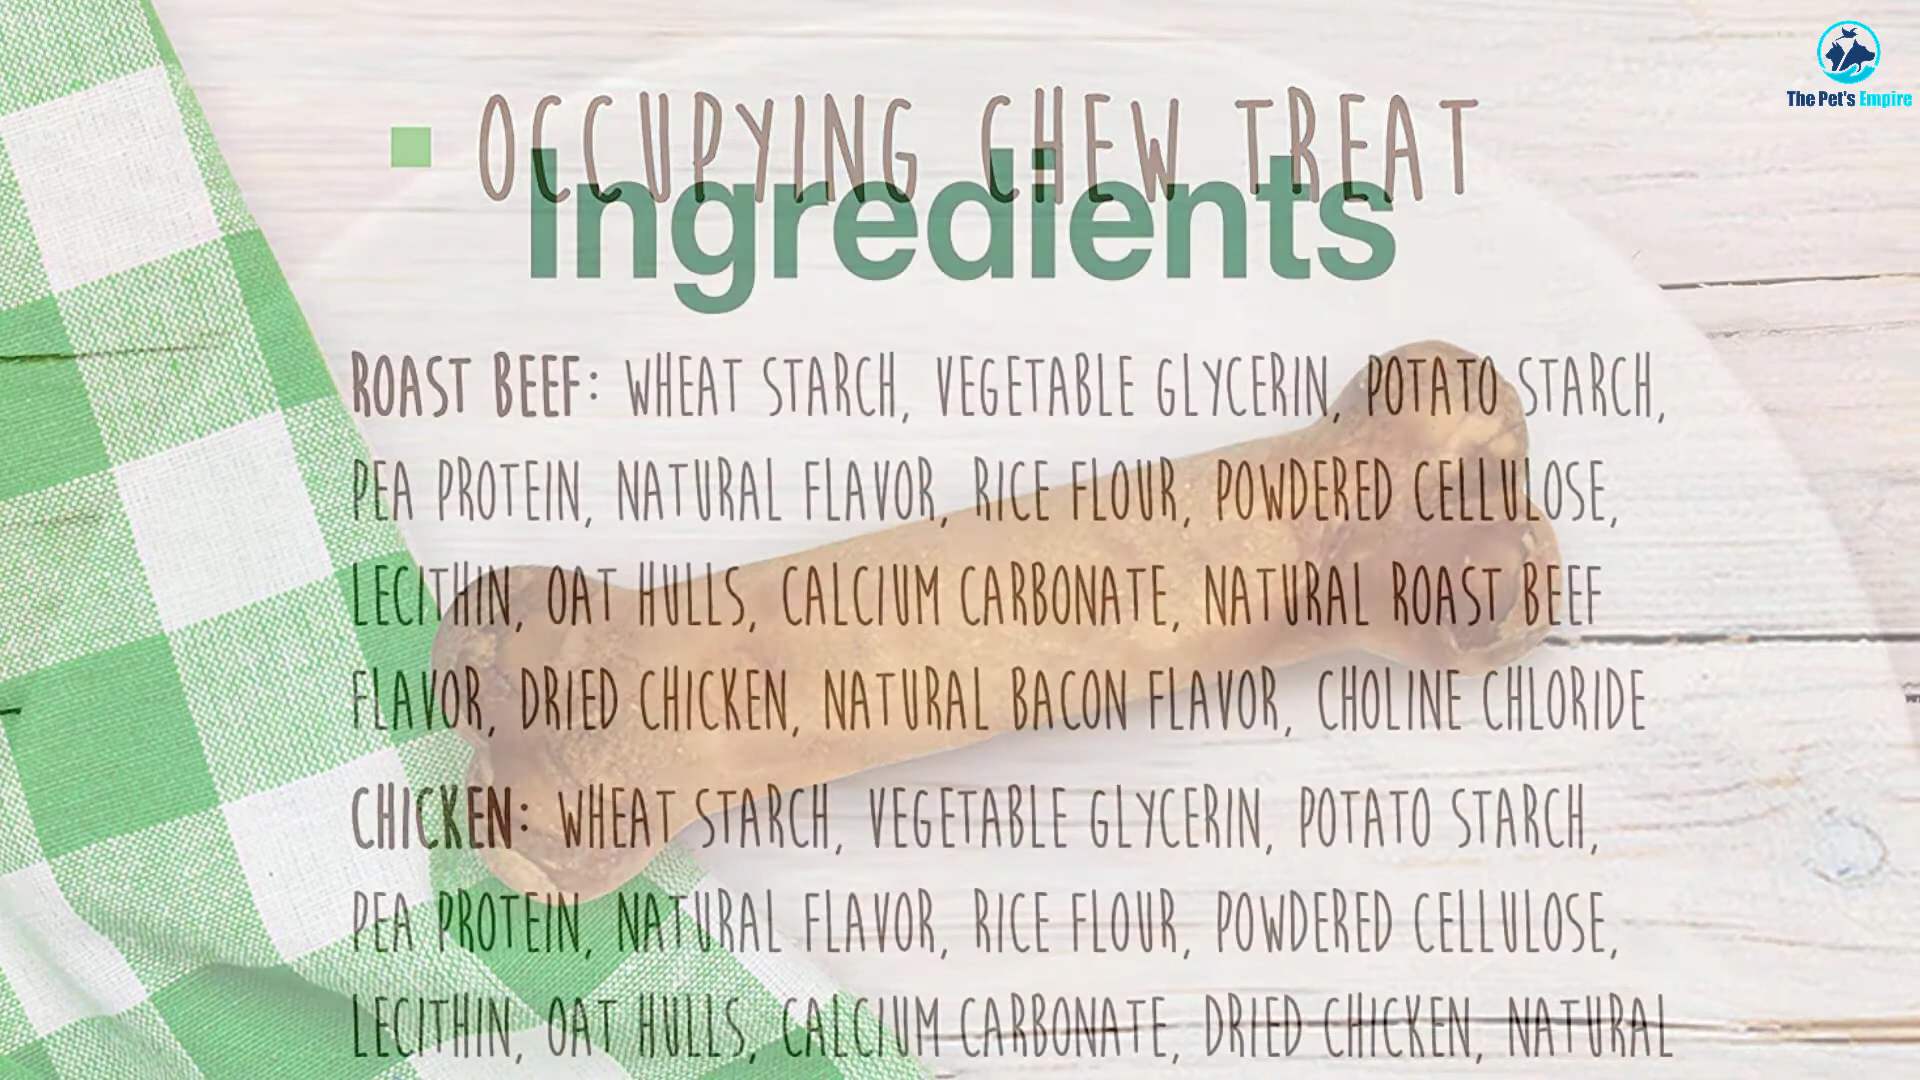 The Pet's Empire
OCCUPYING CHEW TREAT
Ingredients
ROAST BEEF: WHEAT STARCH, VEGETABLE GLYCERIN, POTATO STARCH,
PEA PROTEIN, NATURAL FLAVOR, RICE FLOUR, POWDERED CELLULOSE,
LECITHIN, OAT HULLS, CALCIUM CARBONATE, NATURAL ROAST BEEF
FLAVOR, DRIED CHICKEN, NATURAL BACON FLAVOR, CHOLINE CHLORIDE
CHICKEN: WHEAT STARCH, VEGETABLE GLYCERIN, POTATO STARCH,
PEA PROTEIN, NATURAL FLAVOR, RICE FLOUR, POWDERED CELLULOSE,
LECITHIN, OAT HULLS, CALCIUM CARBONATE, DRIED CHICKEN, NATURAL